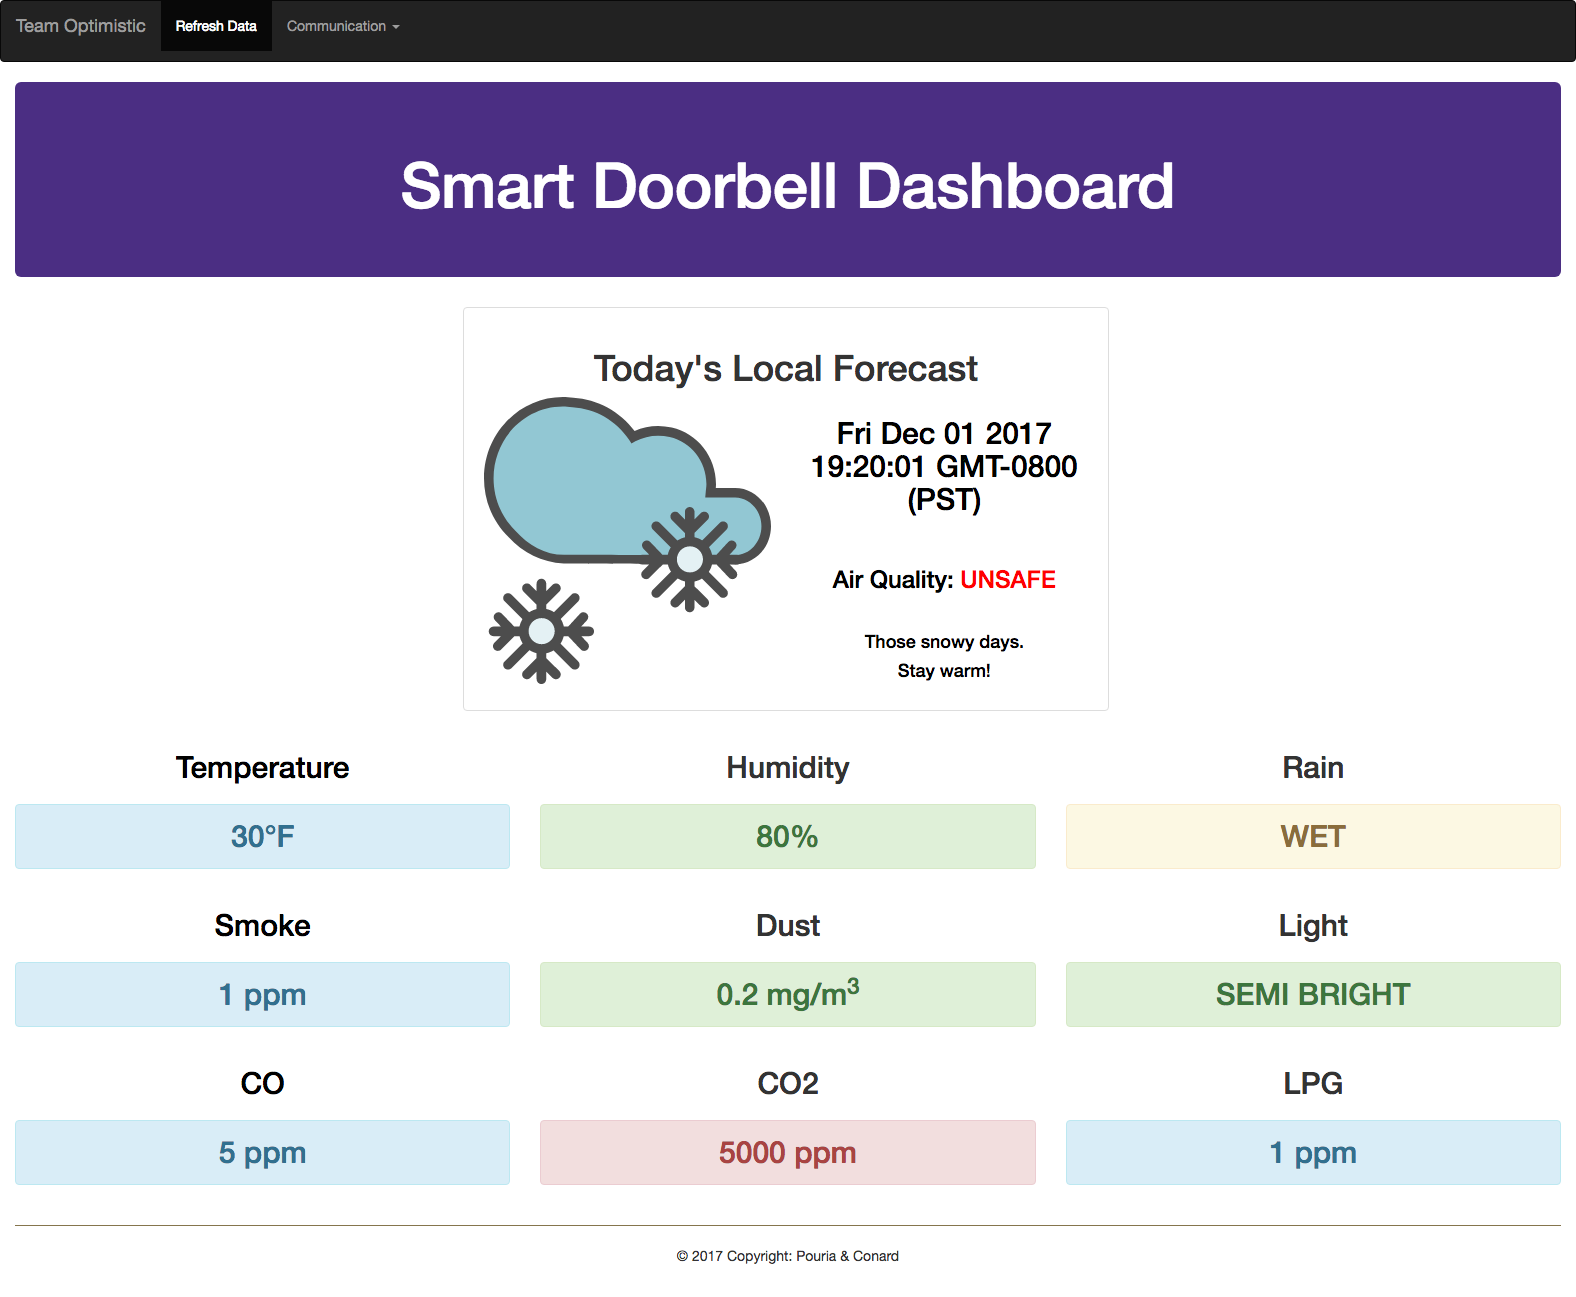 Team Optimistic
Refresh Data
Communication
Smart Doorbell Dashboard
Today's Local Forecast
Fri Dec 01 2017
19:20:01 GMT-0800
(PST)
Air Quality: UNSAFE
Those snowy days.
Stay warm!
Temperature
30°F
Humidity
80%
Rain
WET
Smoke
1 ppm
Dust
0.2 mg/m³
Light
SEMI BRIGHT
CO
5 ppm
CO2
5000 ppm
LPG
1 ppm
© 2017 Copyright: Pouria & Conard